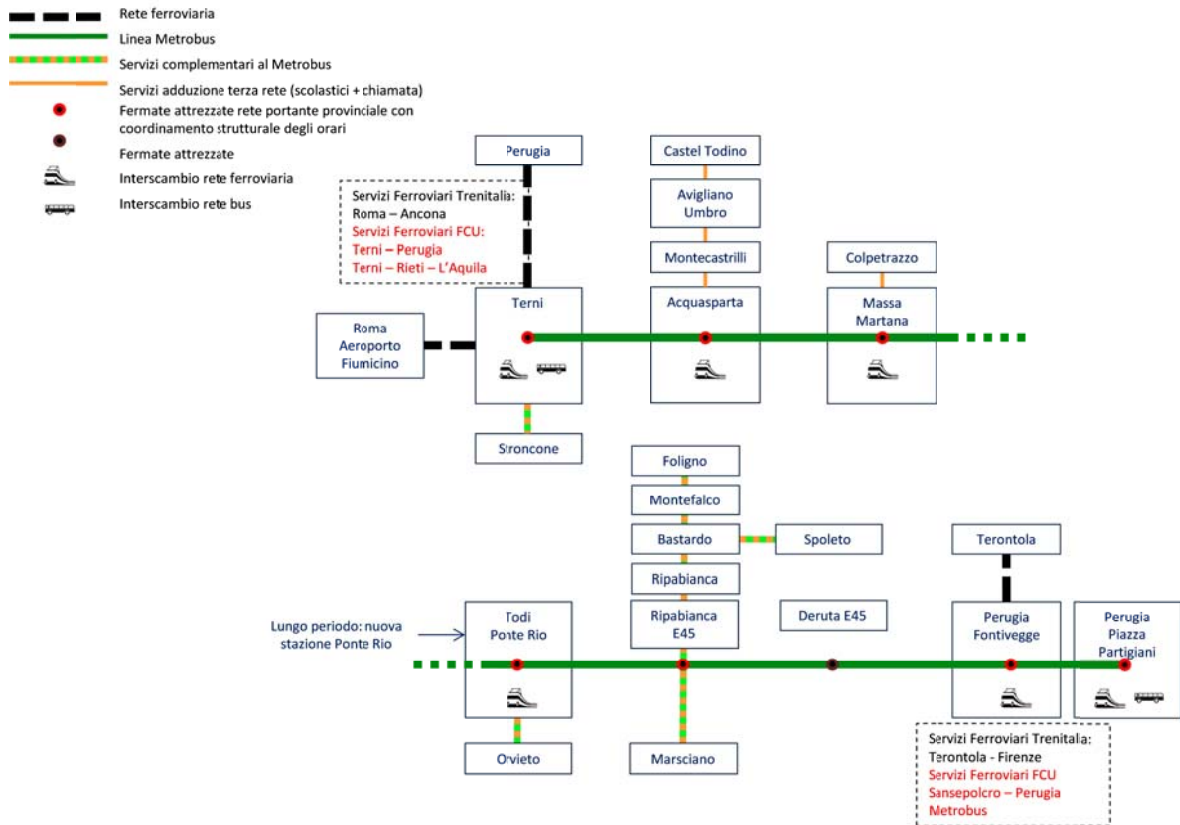 Rete ferroviaria
Linea Metrobus
Servizi complementari al Metrobus
Servizi adduzione terza rete (scolastici + chiamata)
Fermate attrezzate rete portante provinciale con
coordinamento strutturale degli orari
Fermate attrezzate
Interscambio rete ferroviaria
Interscambio rete bus
Perugia
Castel Todino
Servizi Ferroviari Trenitalia:
Roma – Ancona
Servizi Ferroviari FCU:
Terni – Perugia
Terni – Rieti – L'Aquila
Avigliano
Umbro
Montecastrilli
Colpetrazzo
Roma
Aeroporto
Fiumicino
Terni
Acquasparta
Massa
Martana
Stroncone
Foligno
Montefalco
Bastardo
Spoleto
Terontola
Ripabianca
Lungo periodo: nuova
stazione Ponte Rio
Todi
Ponte Rio
Ripabianca
E45
Deruta E45
Perugia
Fontivegge
Perugia
Piazza
Partigiani
Orvieto
Marsciano
Servizi Ferroviari Trenitalia:
Terontola - Firenze
Servizi Ferroviari FCU
Sansepolcro – Perugia
Metrobus